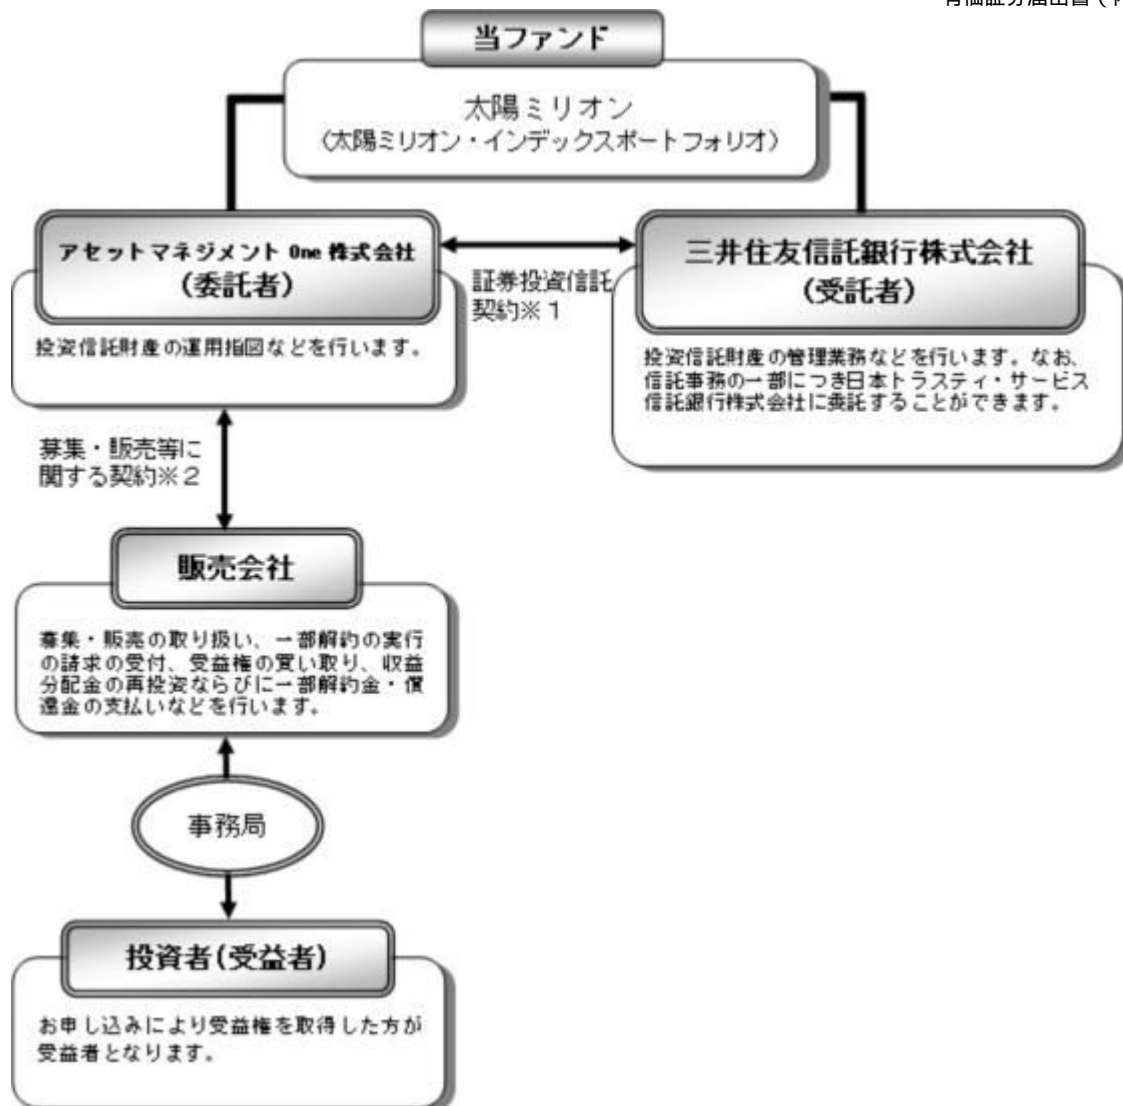 当ファンド
太陽ミリオン
(太陽ミリオン・インデックスポートフォリオ)
アセットマネジメント One 株式会社
(委託者)
投資信託財産の運用指図などを行います。
証券投資信託
契約※1
三井住友信託銀行株式会社
(受託者)
投資信託財産の管理業務などを行います。なお、
信託事務の一部につき日本トラスティ・サービス
信託銀行株式会社に委託することができます。
募集・販売等に
関する契約※2
販売会社
募集・販売の取り扱い、一部解約の実行
の請求の受付、受益権の買い取り、収益
分配金の再投資ならびに一部解約金・償
還金の支払いなどを行います。
事務局
投資者(受益者)
お申し込みにより受益権を取得した方が
受益者となります。